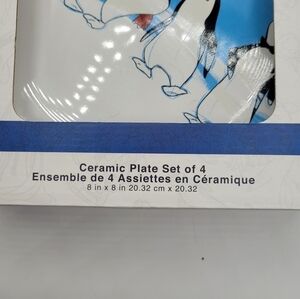 Ceramic Plate Set of 4
Ensemble de 4 Assiettes en Céramique
8 in x 8 in 20.32 cm x 20.32